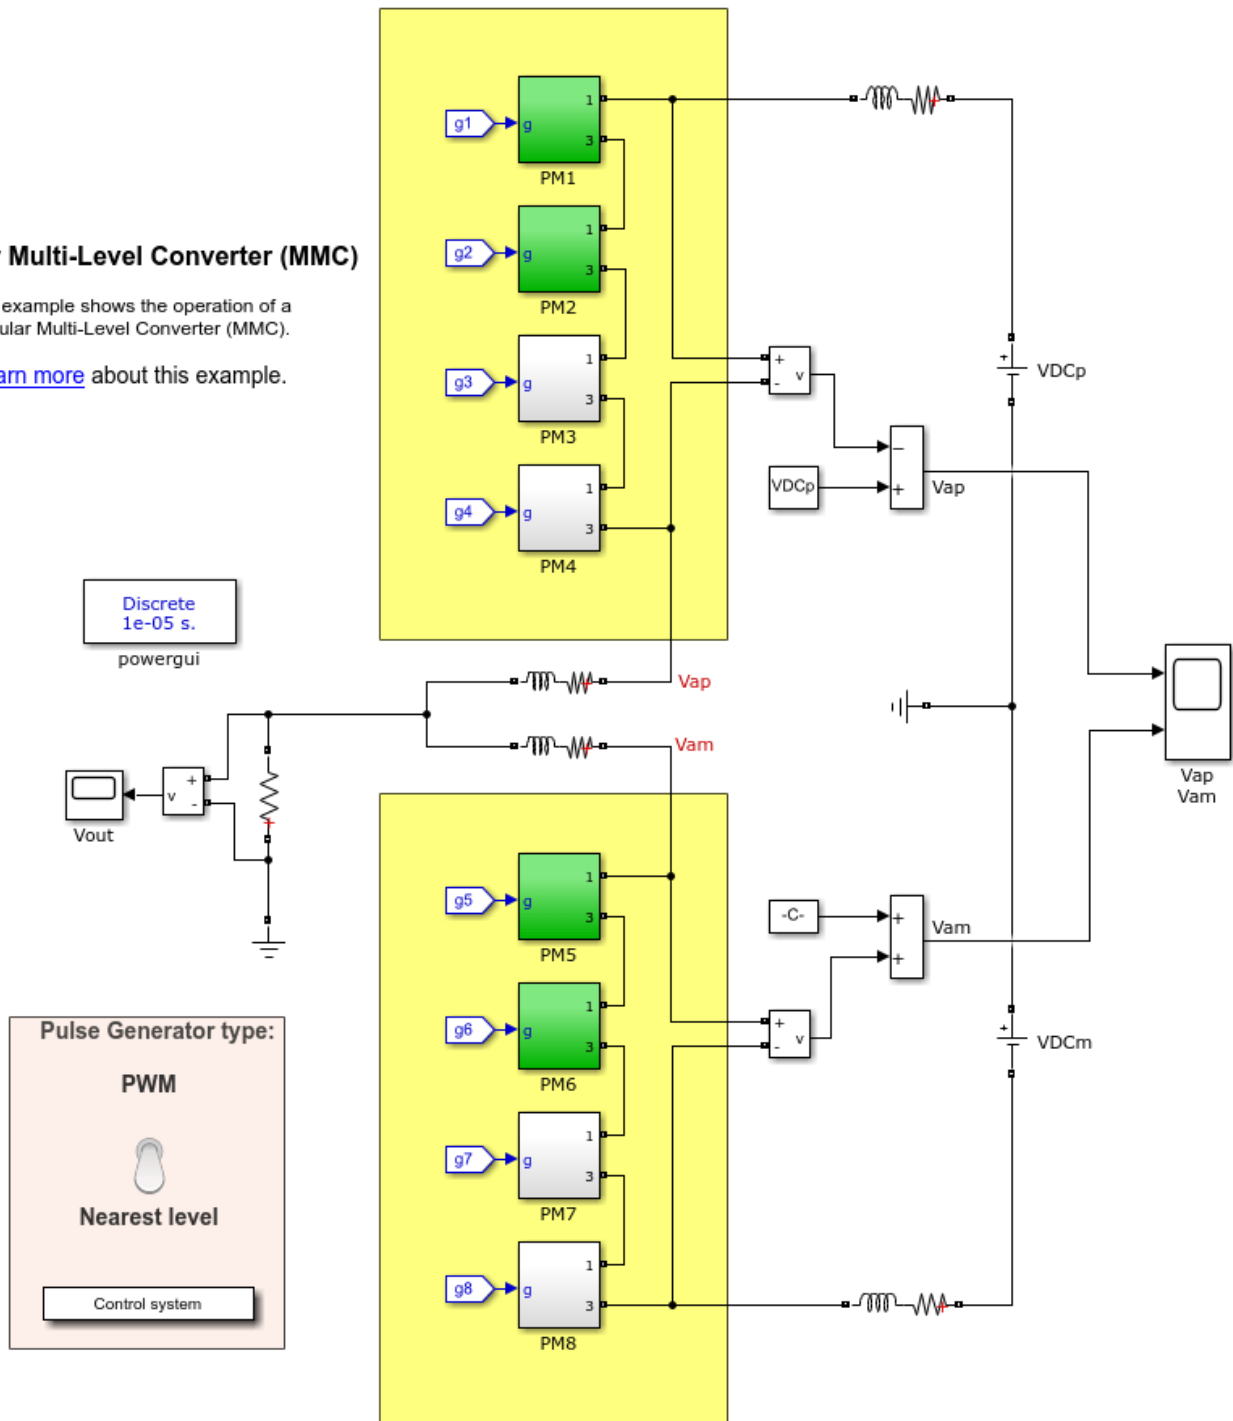 Multi-Level Converter (MMC)
example shows the operation of a
Multi-Level Converter (MMC).
more about this example.
g1
g
1
3
PM1
g2
g
1
3
PM2
g3
g
1
3
PM3
g4
g
1
3
PM4
+
-
v
+
VDCp
−
+
VDCp
Vap
Discrete
1e-05 s.
powergui
Vap
Vam
Vap
Vam
+
-
v
Vout
g5
g
1
3
PM5
g6
g
1
3
PM6
g7
g
1
3
PM7
g8
g
1
3
PM8
-C-
+
+
Vam
+
-
v
+
VDCm
Pulse Generator type:
PWM
Nearest level
Control system